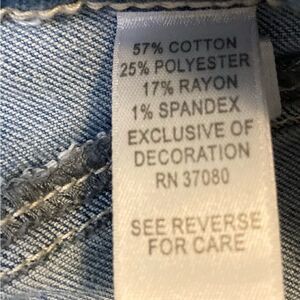 57% COTTON
25% POLYESTER
17% RAYON
1% SPANDEX
EXCLUSIVE OF
DECORATION
RN 37080
SEE REVERSE
FOR CARE